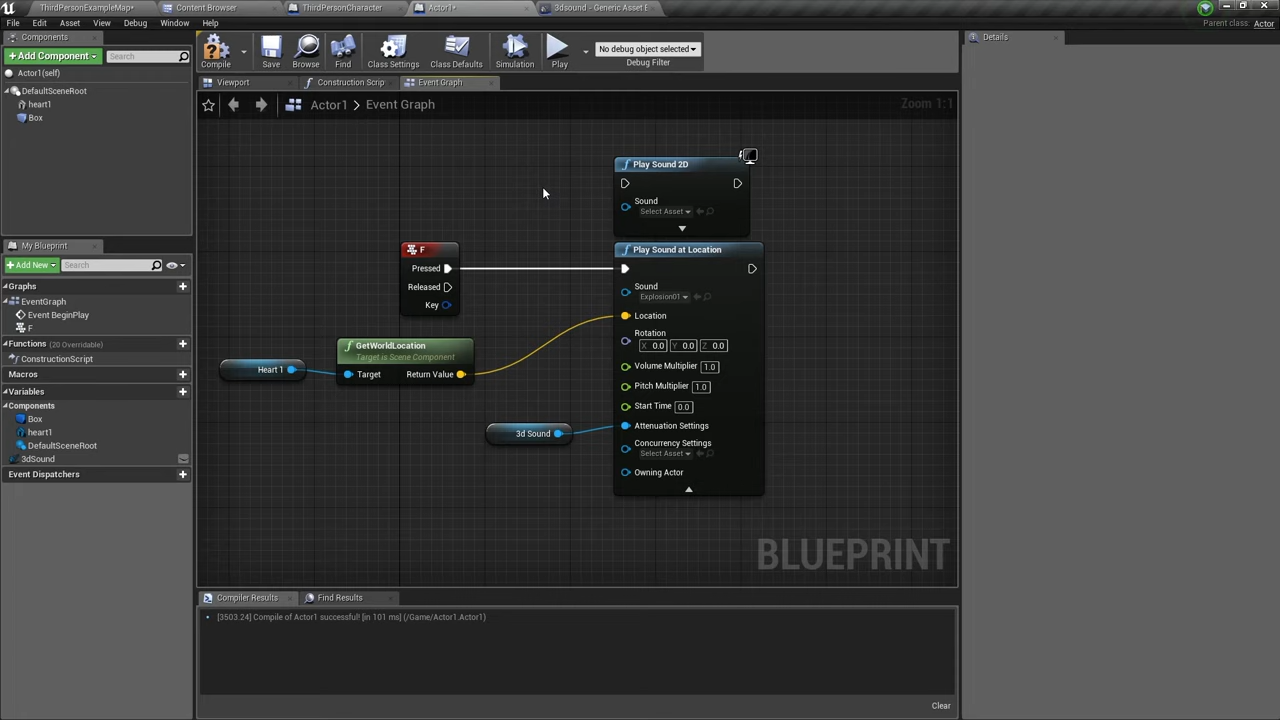 ThirdPersonExampleMap*
Content Browser
ThirdPersonCharacter
Actor1*
3dsound - Generic Asset E
File Edit Asset View Debug Window Help
Parent class: Actor
Components
+ Add Component
Search
Actor1(self)
DefaultSceneRoot
heart1
Box
Compile
Save
Browse
Find
Class Settings
Class Defaults
Simulation
Play
No debug object selected
Debug Filter
Details
Viewport
Construction Scrip
Event Graph
Actor1 > Event Graph
Zoom 1:1
My Blueprint
+ Add New
Search
Graphs
EventGraph
Event BeginPlay
F
Functions (20 Overridable)
ConstructionScript
Macros
Variables
Components
Box
heart1
DefaultSceneRoot
3dSound
Event Dispatchers
Play Sound 2D
Sound
Select Asset
F
Pressed
Released
Key
GetWorldLocation
Target is Scene Component
Heart 1
Target
Return Value
3d Sound
Play Sound at Location
Sound
Explosion01
Location
Rotation
X 0.0 Y 0.0 Z 0.0
Volume Multiplier 1.0
Pitch Multiplier 1.0
Start Time 0.0
Attenuation Settings
Concurrency Settings
Select Asset
Owning Actor
BLUEPRINT
Compiler Results
Find Results
[3503.24] Compile of Actor1 successful! [in 101 ms] (/Game/Actor1.Actor1)
Clear